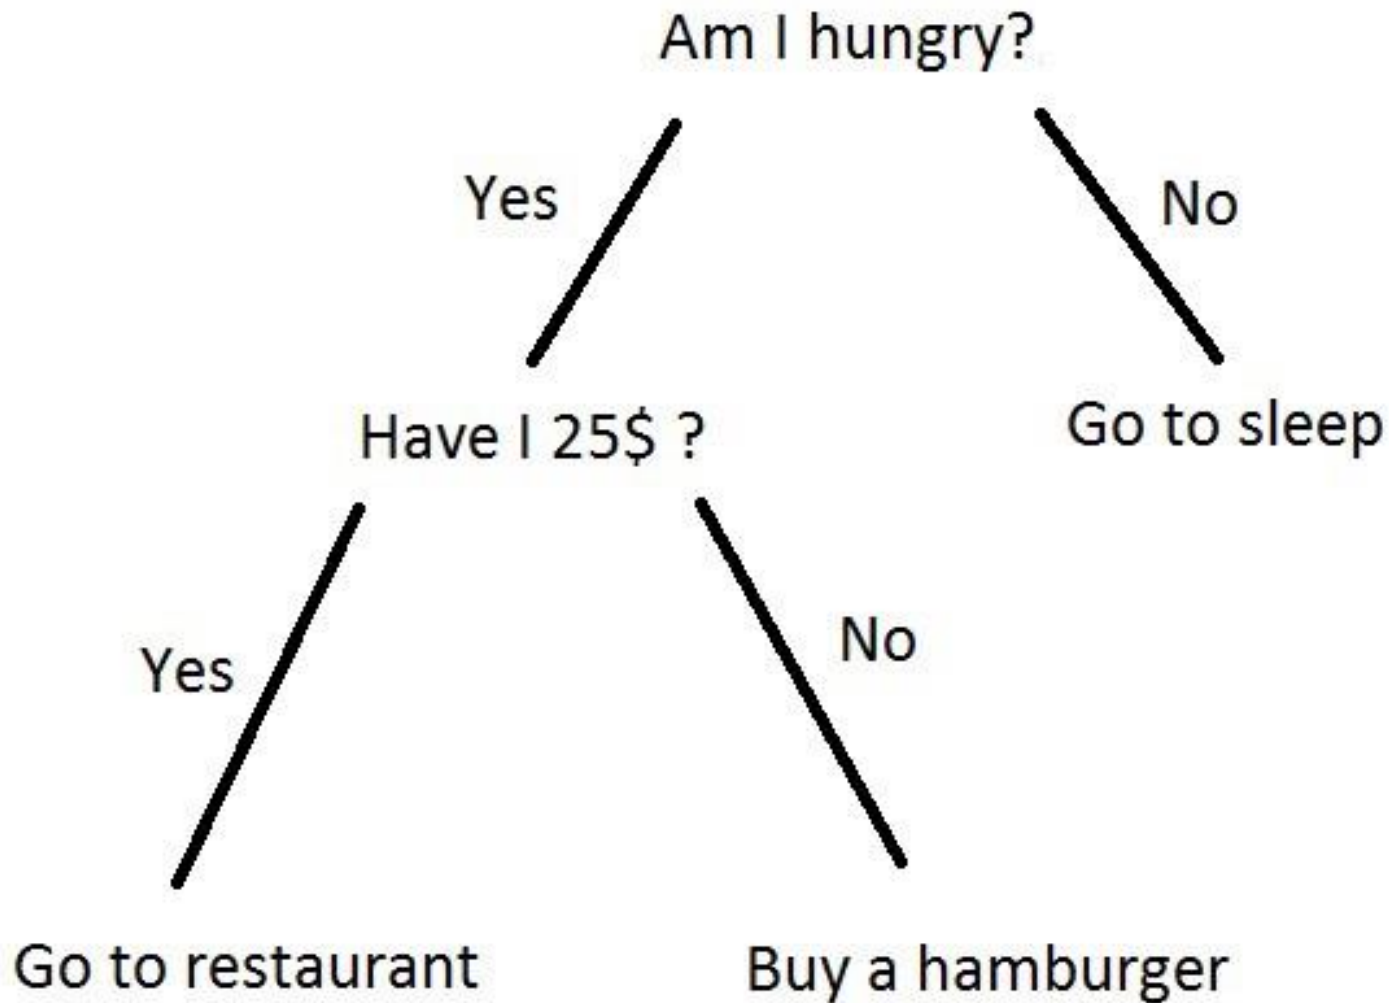 Am I hungry?
Yes
No
Have I 25$ ?
Go to sleep
Yes
No
Go to restaurant
Buy a hamburger